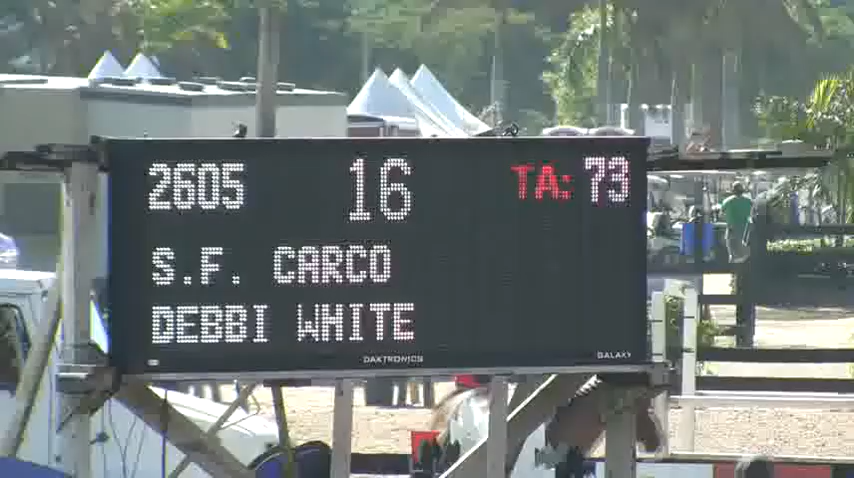 2605 16 TA: 73
S.F. CARCO
DEBBI WHITE
DAKTRONICS GALAXY